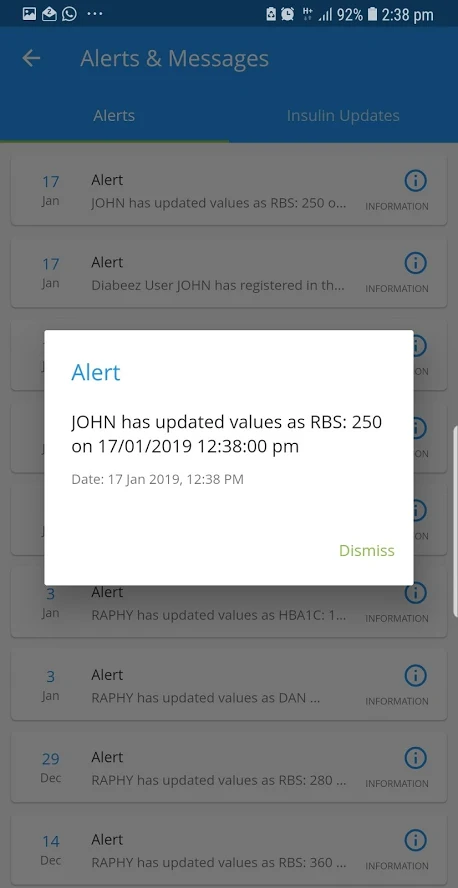 H+ 92% 2:38 pm
Alerts & Messages
Alerts Insulin Updates
17 Jan
Alert
JOHN has updated values as RBS: 250 o...
INFORMATION
17 Jan
Alert
Diabeez User JOHN has registered in th...
INFORMATION
Alert
JOHN has updated values as RBS: 250
on 17/01/2019 12:38:00 pm
Date: 17 Jan 2019, 12:38 PM
Dismiss
3 Jan
Alert
RAPHY has updated values as HBA1C: 1...
INFORMATION
3 Jan
Alert
RAPHY has updated values as DAN ...
INFORMATION
29 Dec
Alert
RAPHY has updated values as RBS: 280 ...
INFORMATION
14 Dec
Alert
RAPHY has updated values as RBS: 360 ...
INFORMATION